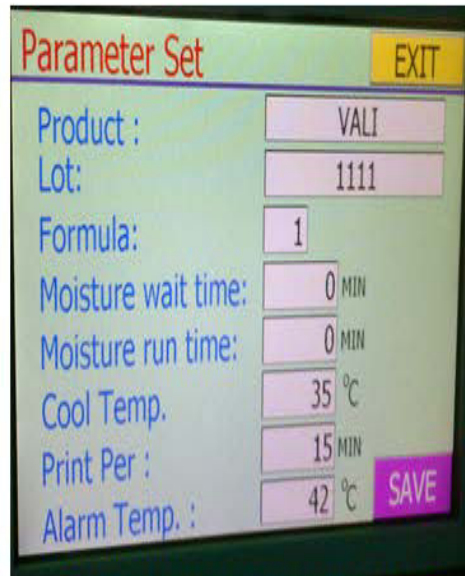 Parameter Set EXIT
Product : VALI
Lot: 1111
Formula: 1
Moisture wait time: 0 MIN
Moisture run time: 0 MIN
Cool Temp. 35 °C
Print Per : 15 MIN
Alarm Temp. : 42 °C SAVE